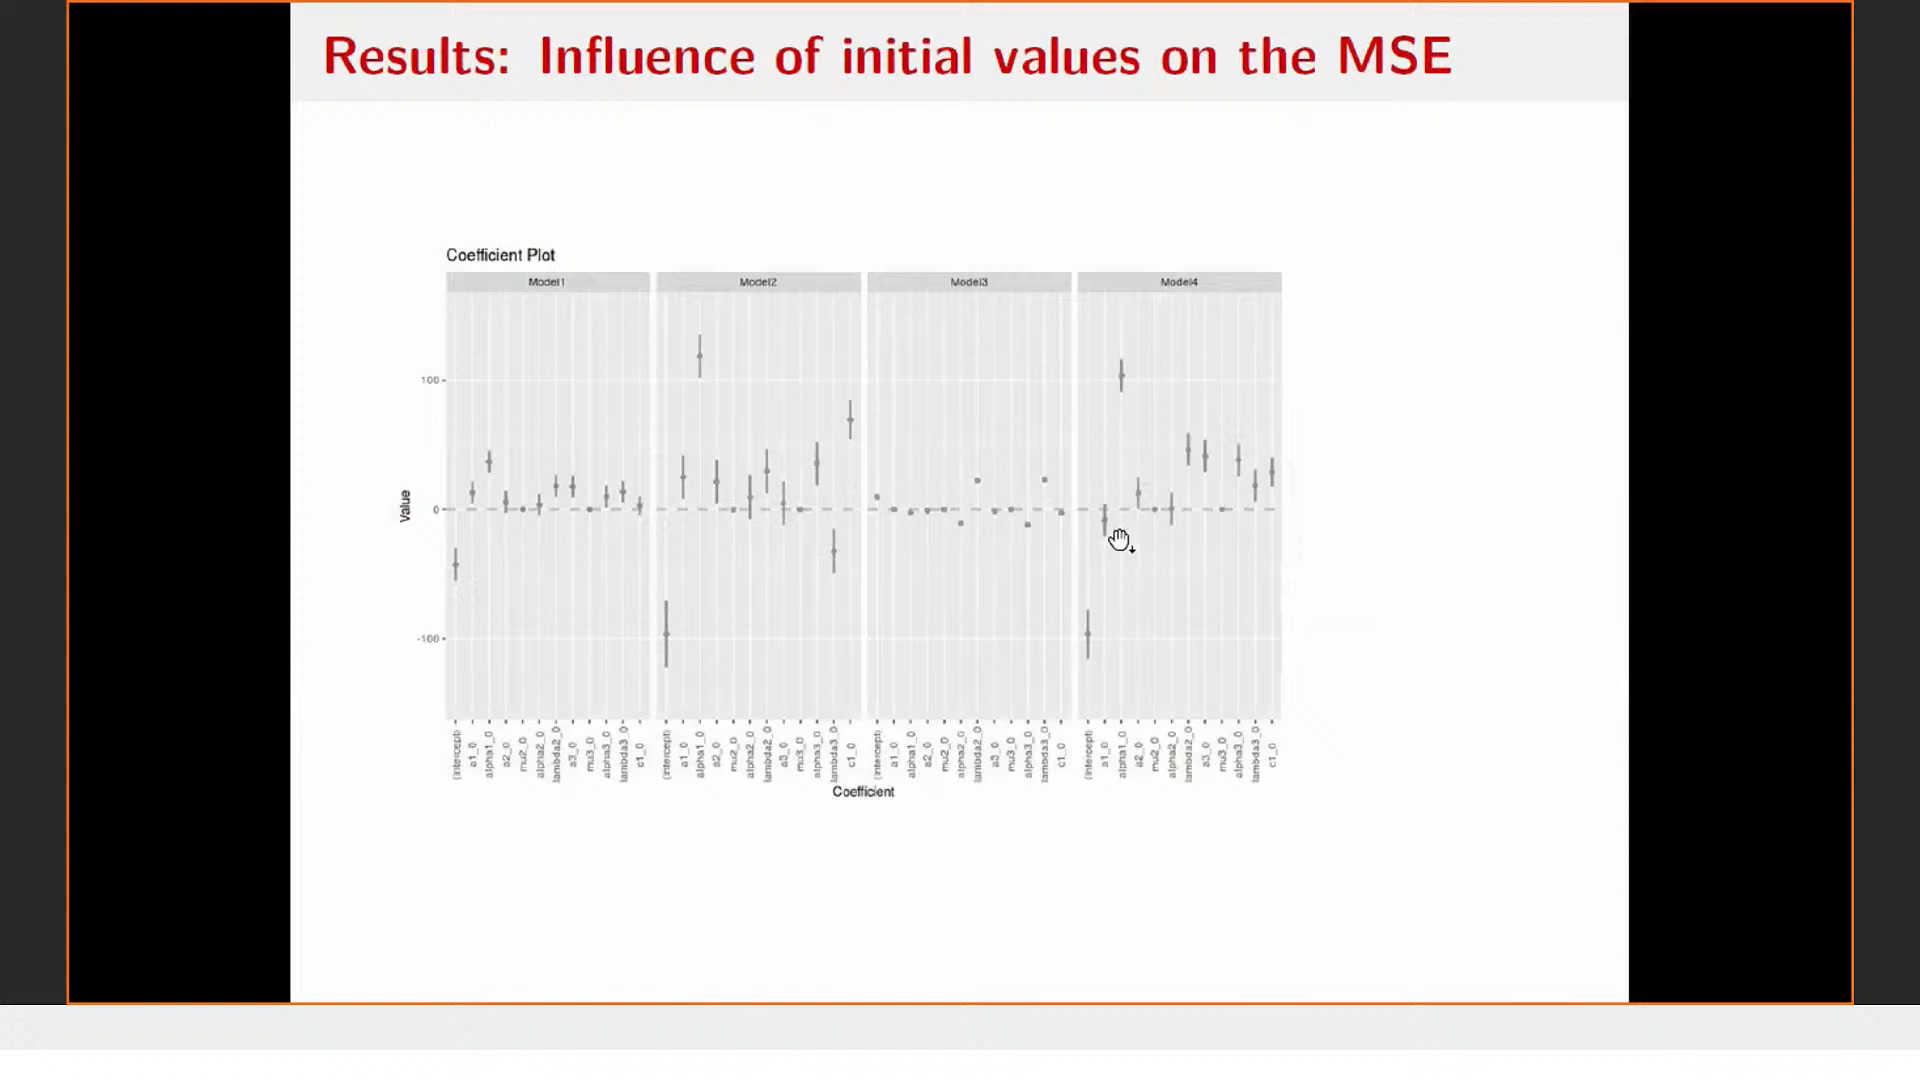 Results: Influence of initial values on the MSE
Coefficient Plot
Model1 Model2 Model3 Model4
100
0
-100
Value
(Intercept) a1_0 alpha1_0 a2_0 mu2_0 alpha2_0 lambda2_0 a3_0 mu3_0 alpha3_0 lambda3_0 c1_0
(Intercept) a1_0 alpha1_0 a2_0 mu2_0 alpha2_0 lambda2_0 a3_0 mu3_0 alpha3_0 lambda3_0 c1_0
(Intercept) a1_0 alpha1_0 a2_0 mu2_0 alpha2_0 lambda2_0 a3_0 mu3_0 alpha3_0 lambda3_0 c1_0
(Intercept) a1_0 alpha1_0 a2_0 mu2_0 alpha2_0 lambda2_0 a3_0 mu3_0 alpha3_0 lambda3_0 c1_0
Coefficient